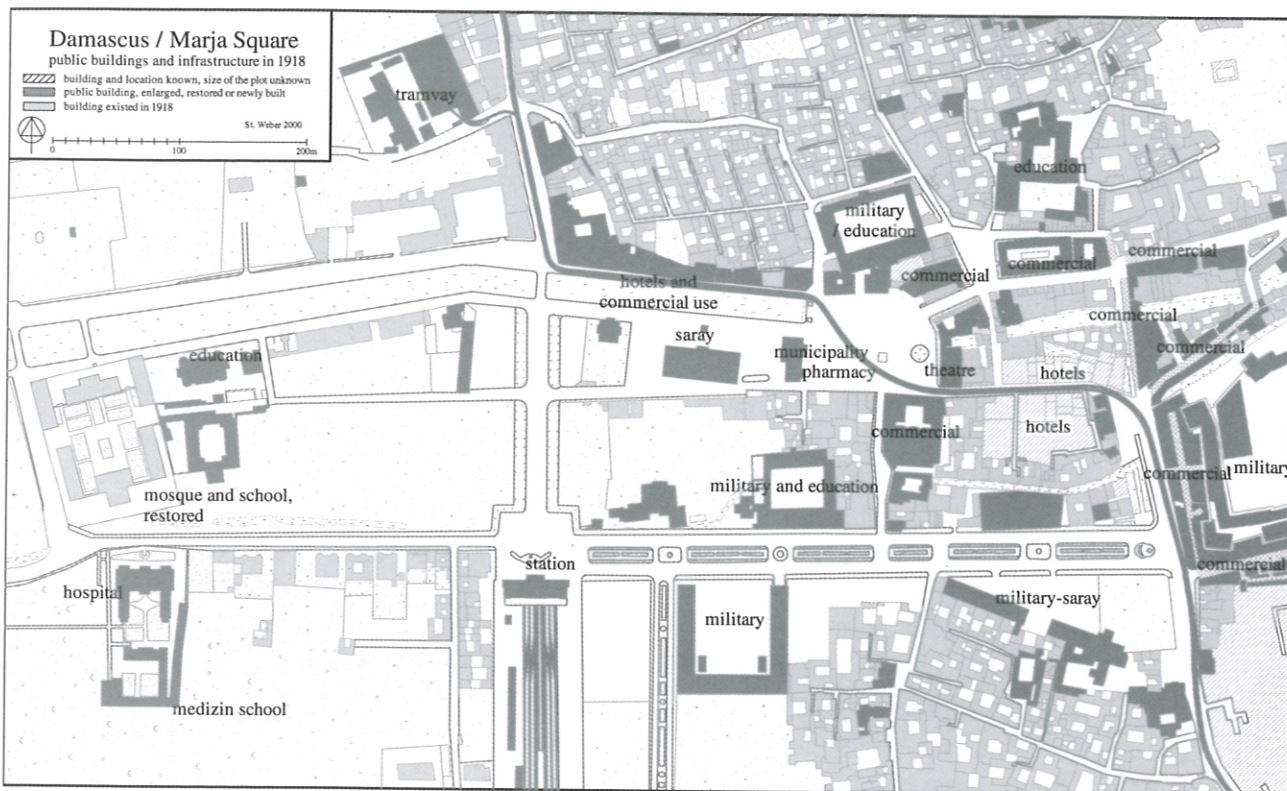 Damascus / Marja Square
public buildings and infrastructure in 1918
building and location known, size of the plot unknown
public building, enlarged, restored or newly built
building existed in 1918
St. Weber 2000
0 100 200m
tramvay
education
military
/ education
commercial
commercial
commercial
hotels and
commercial use
commercial
saray
education
municipality
pharmacy
theatre
hotels
commercial
commercial
hotels
commercial
military
military and education
mosque and school,
restored
station
commercial
hospital
military-saray
military
medizin school